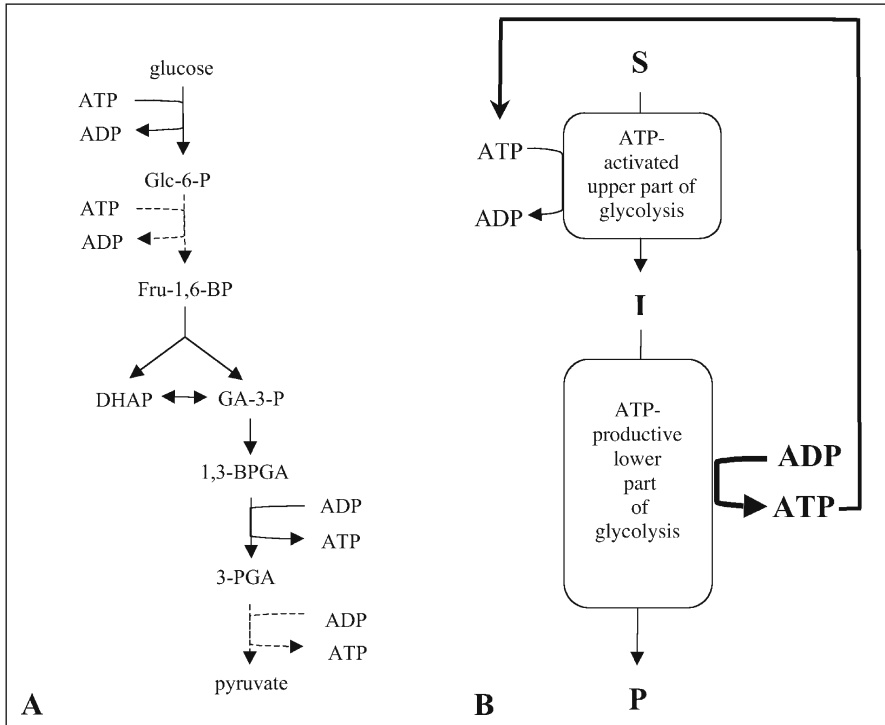 glucose
ATP
ADP
Glc-6-P
ATP
ADP
Fru-1,6-BP
DHAP
GA-3-P
1,3-BPGA
ADP
ATP
3-PGA
ADP
ATP
pyruvate
A
S
ATP
ADP
ATP-
activated
upper part of
glycolysis
I
ATP-
productive
lower
part
of
glycolysis
ADP
ATP
P
B